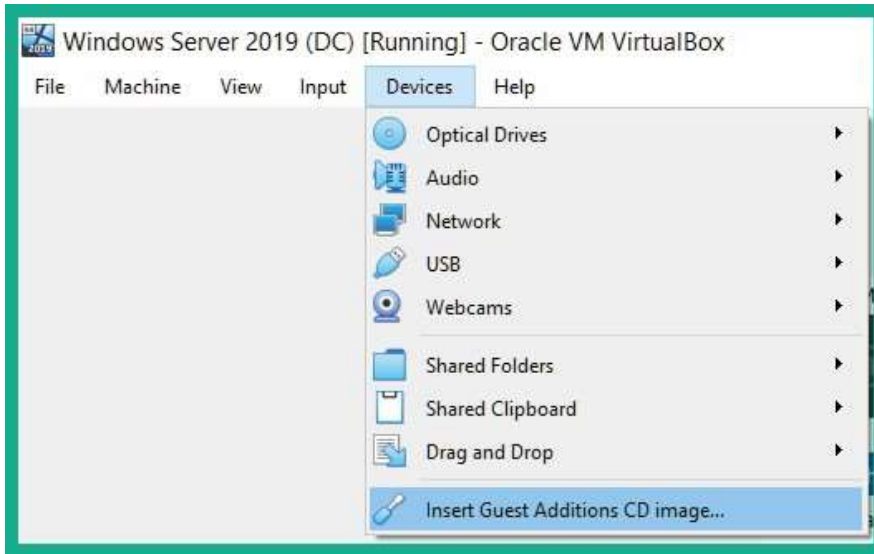 Windows Server 2019 (DC) [Running] - Oracle VM VirtualBox
File Machine View Input Devices Help
Optical Drives
Audio
Network
USB
Webcams
Shared Folders
Shared Clipboard
Drag and Drop
Insert Guest Additions CD image...